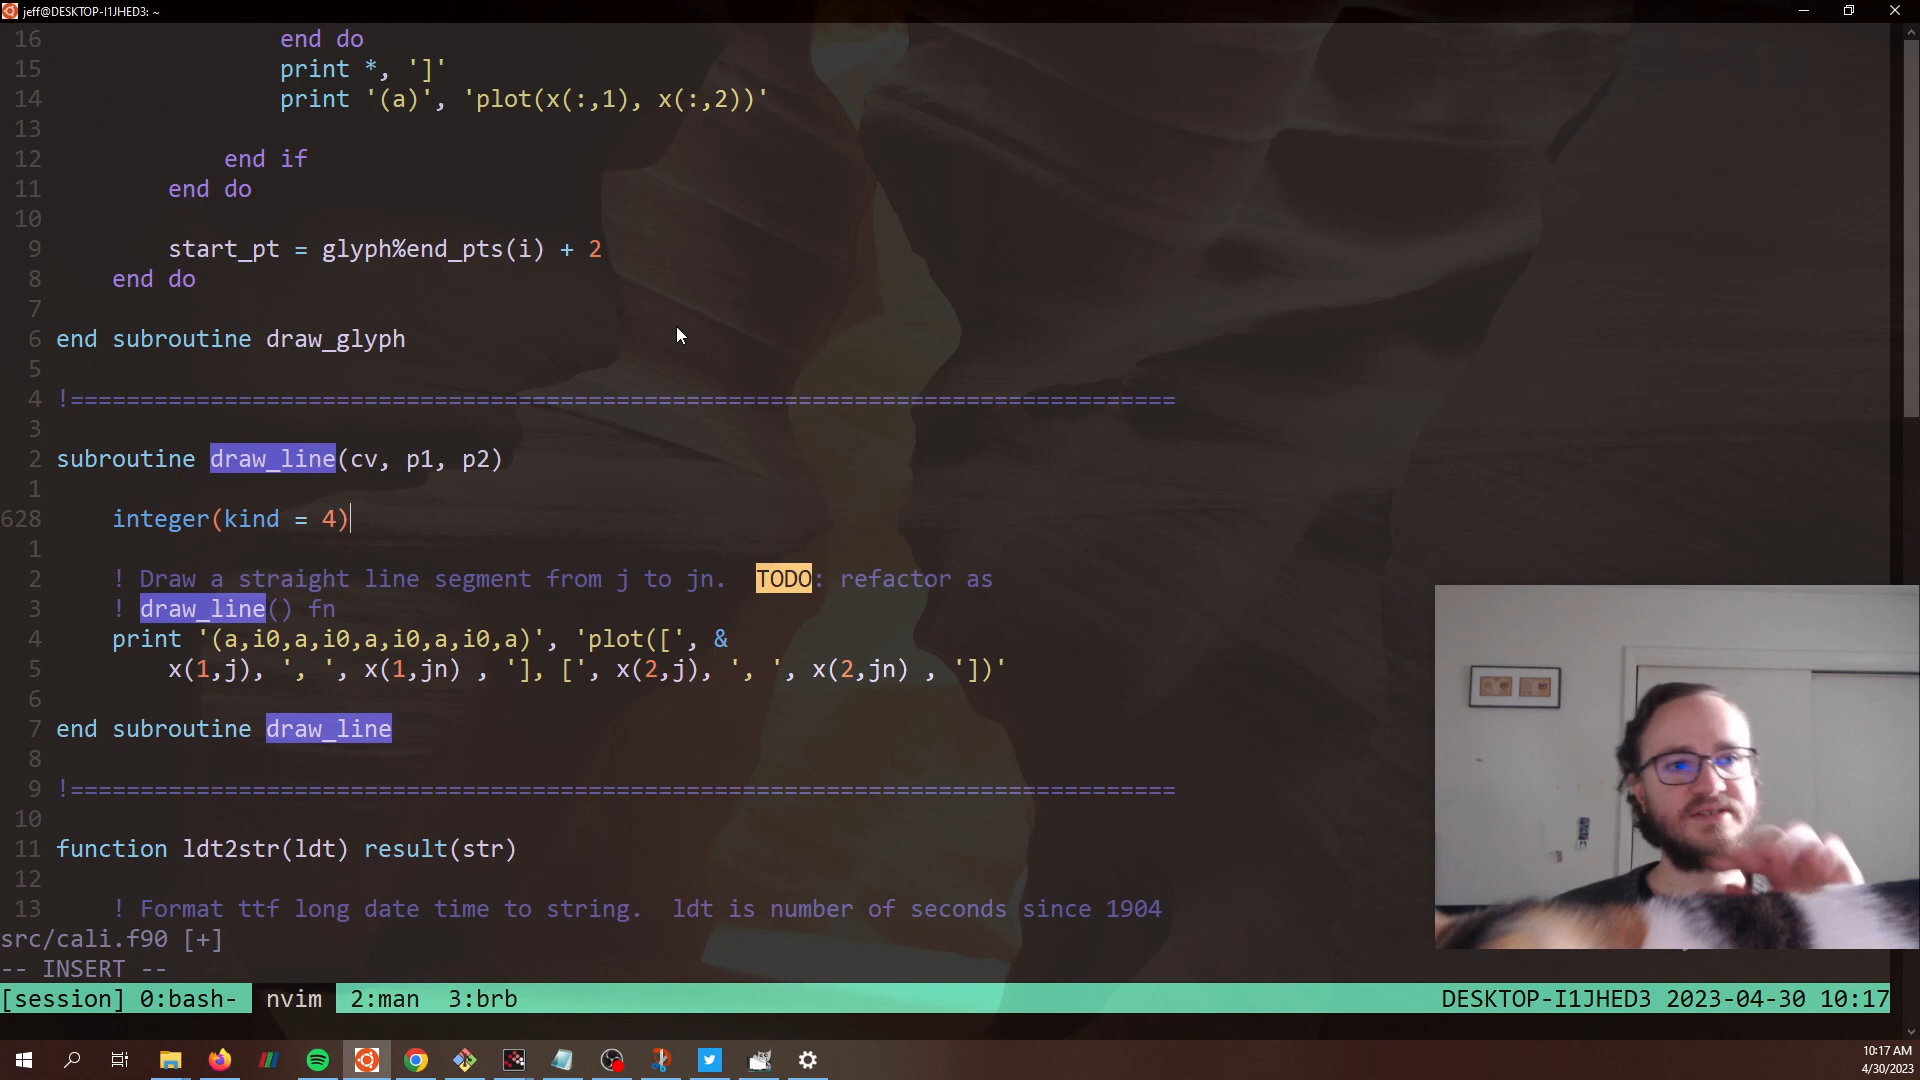 jeff@DESKTOP-I1JHED3: ~
16                 end do
15                 print *, ']'
14                 print '(a)', 'plot(x(:,1), x(:,2))'
13
12             end if
11         end do
10
9         start_pt = glyph%end_pts(i) + 2
8     end do
7
6 end subroutine draw_glyph
5
4 !===============================================================================
3
2 subroutine draw_line(cv, p1, p2)
1
628     integer(kind = 4)
1
2     ! Draw a straight line segment from j to jn.  TODO: refactor as
3     ! draw_line() fn
4     print '(a,i0,a,i0,a,i0,a,i0,a)', 'plot([', &
5         x(1,j), ', ', x(1,jn) , '], [', x(2,j), ', ', x(2,jn) , '])'
6
7 end subroutine draw_line
8
9 !===============================================================================
10
11 function ldt2str(ldt) result(str)
12
13     ! Format ttf long date time to string.  ldt is number of seconds since 1904
src/cali.f90 [+]
-- INSERT --
[session] 0:bash- nvim 2:man 3:brb DESKTOP-I1JHED3 2023-04-30 10:17
10:17 AM
4/30/2023